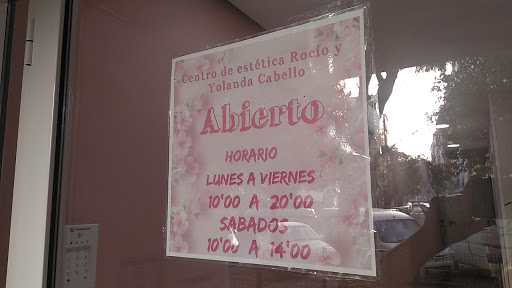 Centro de estética Rocío y
Yolanda Cabello
Abierto
HORARIO
LUNES A VIERNES
10'00 A 20'00
SABADOS
10'00 A 14'00